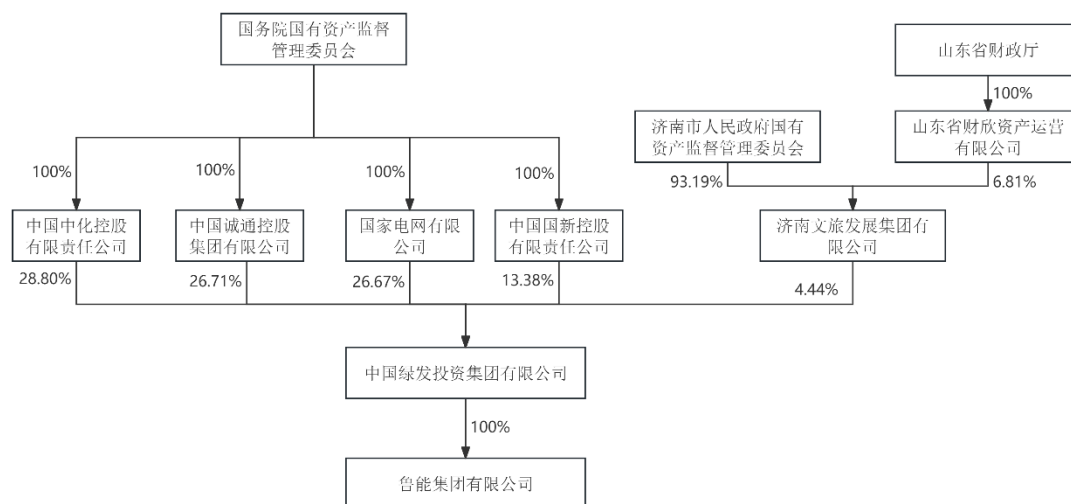 国务院国有资产监督
管理委员会
山东省财政厅
100%
济南市人民政府国有
资产监督管理委员会
山东省财欣资产运营
有限公司
100%
100%
100%
100%
93.19%
6.81%
中国中化控股
有限责任公司
中国诚通控股
集团有限公司
国家电网有限
公司
中国国新控股
有限责任公司
济南文旅发展集团有
限公司
28.80%
26.71%
26.67%
13.38%
4.44%
中国绿发投资集团有限公司
100%
鲁能集团有限公司